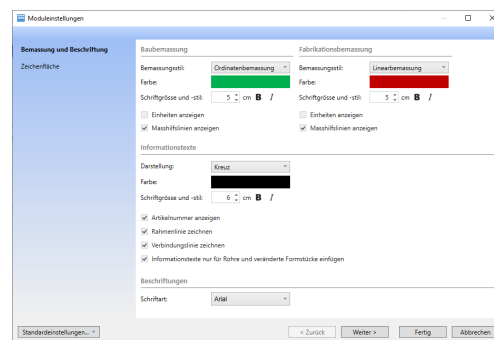 Moduleinstellungen
Bemassung und Beschriftung
Zeichenfläche
Baubemassung
Fabrikationsbemassung
Bemassungsstil: Ordinatenbemassung
Bemassungsstil: Linearbemassung
Farbe:
Farbe:
Schriftgrösse und -stil: 5 cm B I
Schriftgrösse und -stil: 5 cm B I
Einheiten anzeigen
Einheiten anzeigen
Masshilfslinien anzeigen
Masshilfslinien anzeigen
Informationstexte
Darstellung: Kreuz
Farbe:
Schriftgrösse und -stil: 6 cm B I
Artikelnummer anzeigen
Rahmenlinie zeichnen
Verbindungslinie zeichnen
Informationstexte nur für Rohre und veränderte Formstücke einfügen
Beschriftungen
Schriftart: Arial
Standardeinstellungen... < Zurück Weiter > Fertig Abbrechen